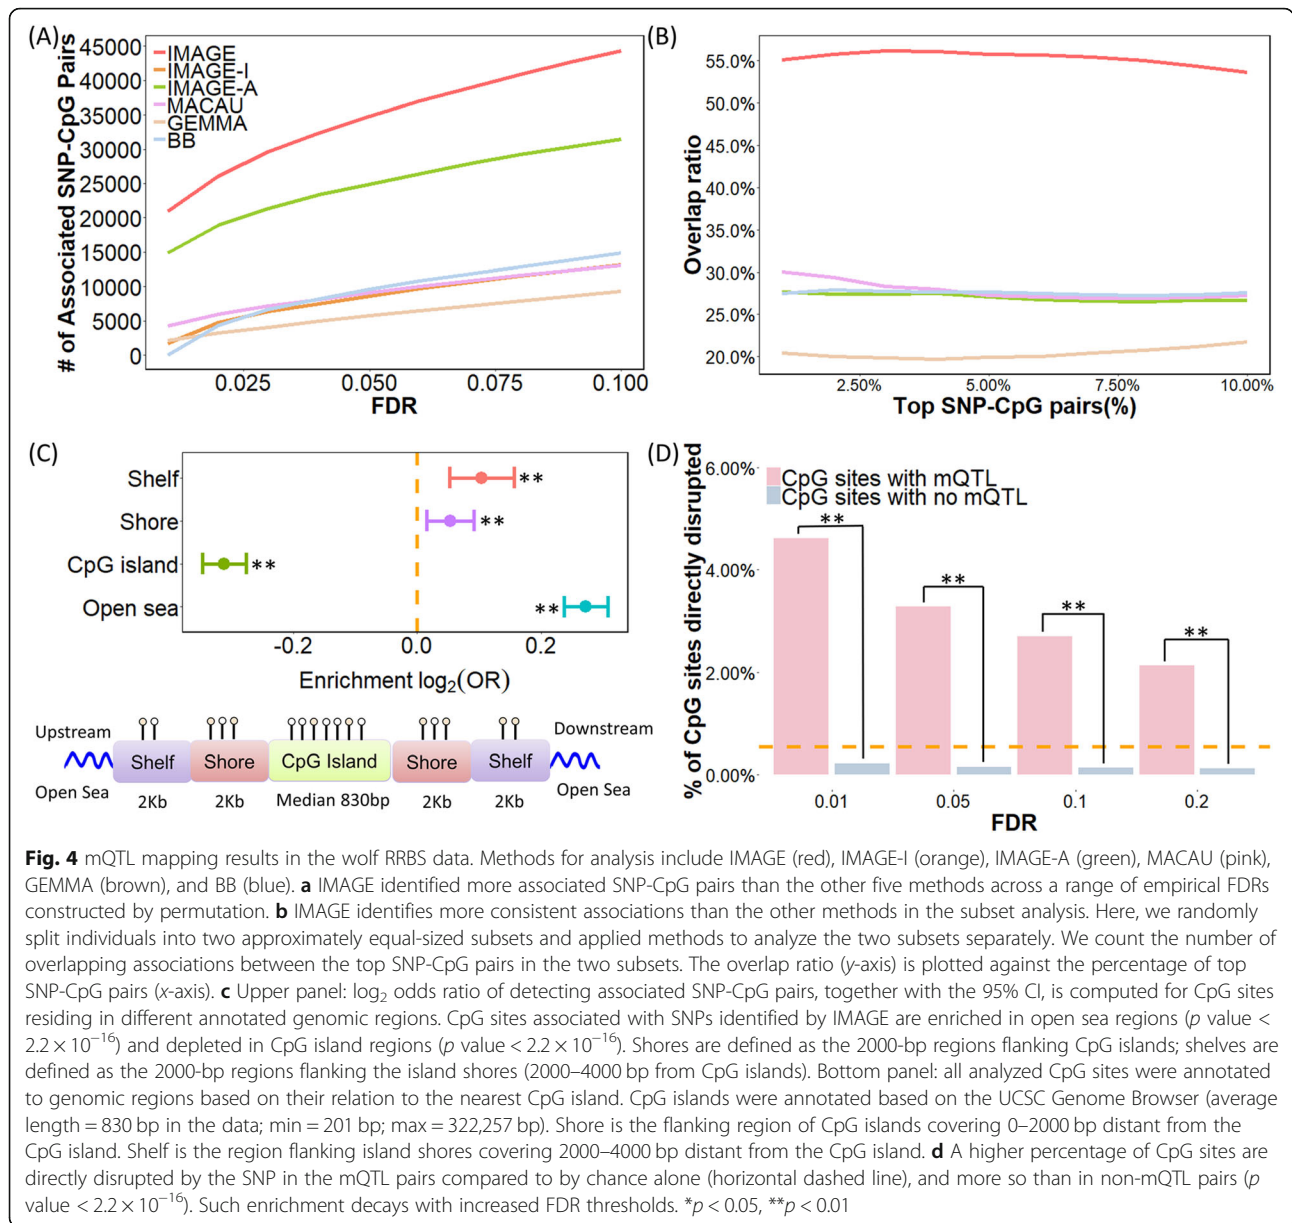 (A)
# of Associated SNP-CpG Pairs
45000
40000
35000
30000
25000
20000
15000
10000
5000
0
IMAGE
IMAGE-I
IMAGE-A
MACAU
GEMMA
BB
0.025
0.050
0.075
0.100
FDR
(B)
Overlap ratio
55.0%
50.0%
45.0%
40.0%
35.0%
30.0%
25.0%
20.0%
2.50%
5.00%
7.50%
10.00%
Top SNP-CpG pairs(%)
(C)
Shelf
**
Shore
**
CpG island
**
Open sea
**
-0.2
0.0
0.2
Enrichment log₂(OR)
Upstream
Downstream
Shelf
Shore
CpG Island
Shore
Shelf
Open Sea
2Kb
2Kb
Median 830bp
2Kb
2Kb
Open Sea
(D)
% of CpG sites directly disrupted
6.00%
4.00%
2.00%
0.00%
CpG sites with mQTL
CpG sites with no mQTL
**
**
**
**
0.01
0.05
0.1
0.2
FDR
Fig. 4 mQTL mapping results in the wolf RRBS data. Methods for analysis include IMAGE (red), IMAGE-I (orange), IMAGE-A (green), MACAU (pink),
GEMMA (brown), and BB (blue). a IMAGE identified more associated SNP-CpG pairs than the other five methods across a range of empirical FDRs
constructed by permutation. b IMAGE identifies more consistent associations than the other methods in the subset analysis. Here, we randomly
split individuals into two approximately equal-sized subsets and applied methods to analyze the two subsets separately. We count the number of
overlapping associations between the top SNP-CpG pairs in the two subsets. The overlap ratio (y-axis) is plotted against the percentage of top
SNP-CpG pairs (x-axis). c Upper panel: log₂ odds ratio of detecting associated SNP-CpG pairs, together with the 95% CI, is computed for CpG sites
residing in different annotated genomic regions. CpG sites associated with SNPs identified by IMAGE are enriched in open sea regions (p value <
2.2 × 10⁻¹⁶) and depleted in CpG island regions (p value < 2.2 × 10⁻¹⁶). Shores are defined as the 2000-bp regions flanking CpG islands; shelves are
defined as the 2000-bp regions flanking the island shores (2000–4000 bp from CpG islands). Bottom panel: all analyzed CpG sites were annotated
to genomic regions based on their relation to the nearest CpG island. CpG islands were annotated based on the UCSC Genome Browser (average
length = 830 bp in the data; min = 201 bp; max = 322,257 bp). Shore is the flanking region of CpG islands covering 0–2000 bp distant from the
CpG island. Shelf is the region flanking island shores covering 2000–4000 bp distant from the CpG island. d A higher percentage of CpG sites are
directly disrupted by the SNP in the mQTL pairs compared to by chance alone (horizontal dashed line), and more so than in non-mQTL pairs (p
value < 2.2 × 10⁻¹⁶). Such enrichment decays with increased FDR thresholds. *p < 0.05, **p < 0.01